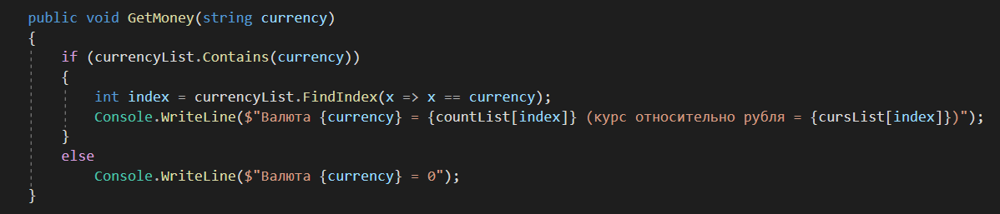 public void GetMoney(string currency)
{
if (currencyList.Contains(currency))
{
int index = currencyList.FindIndex(x => x == currency);
Console.WriteLine($"Валюта {currency} = {countList[index]} (курс относительно рубля = {cursList[index]})");
}
else
Console.WriteLine($"Валюта {currency} = 0");
}